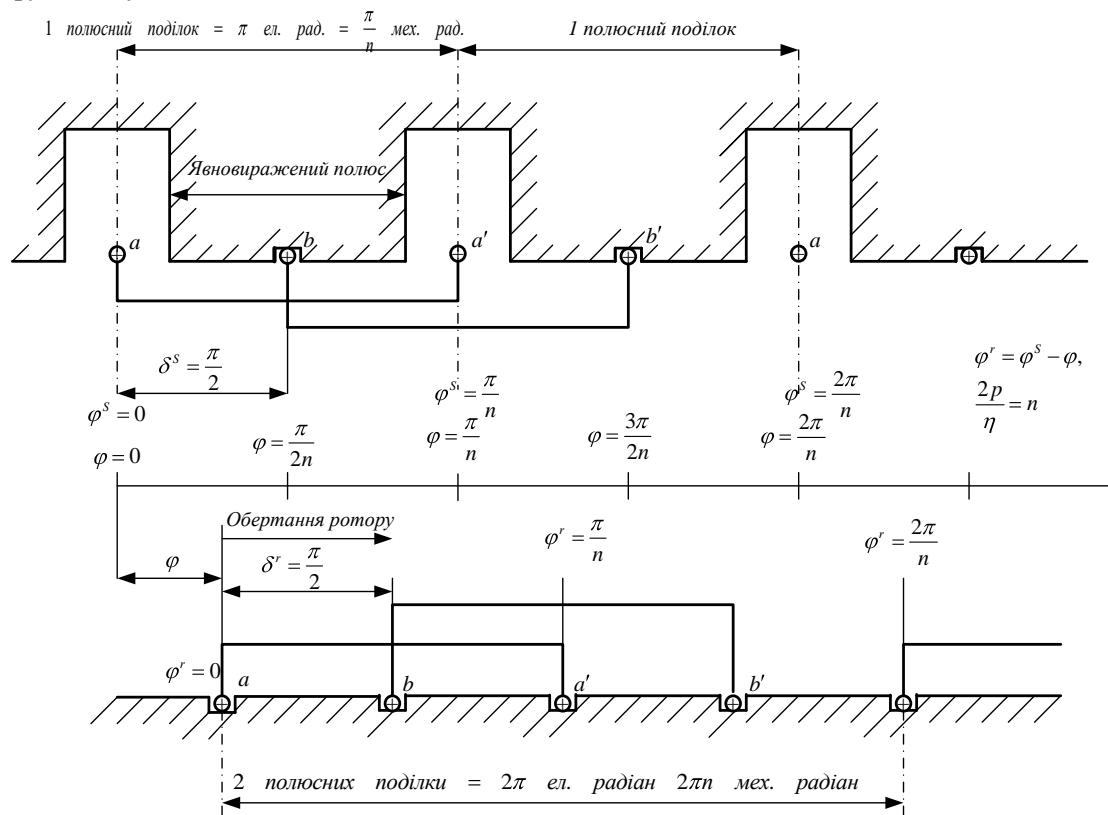 1 полюсний поділок = π ел. рад. = π/n мех. рад.
1 полюсний поділок
Явновиражений полюс
a
b
a′
b′
a
δ^S = π/2
φ^S = 0
φ^S = π/n
φ^S = 2π/n
φ^r = φ^S − φ,
2p/η = n
φ = 0
φ = π/2n
φ = π/n
φ = 3π/2n
φ = 2π/n
Обертання ротору
φ
δ^r = π/2
φ^r = π/n
φ^r = 2π/n
φ^r = 0
a
b
a′
b′
2 полюсних поділки = 2π ел. радіан 2πn мех. радіан